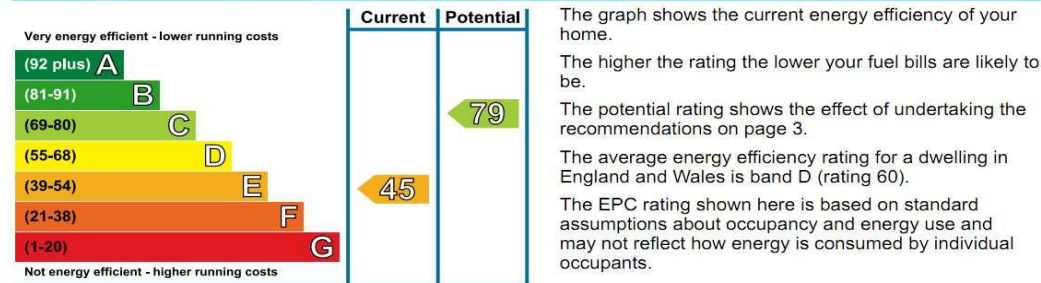 Current Potential
Very energy efficient - lower running costs
(92 plus) A
(81-91) B
(69-80) C
79
(55-68) D
(39-54) E
45
(21-38) F
(1-20) G
Not energy efficient - higher running costs
The graph shows the current energy efficiency of your
home.
The higher the rating the lower your fuel bills are likely to
be.
The potential rating shows the effect of undertaking the
recommendations on page 3.
The average energy efficiency rating for a dwelling in
England and Wales is band D (rating 60).
The EPC rating shown here is based on standard
assumptions about occupancy and energy use and
may not reflect how energy is consumed by individual
occupants.